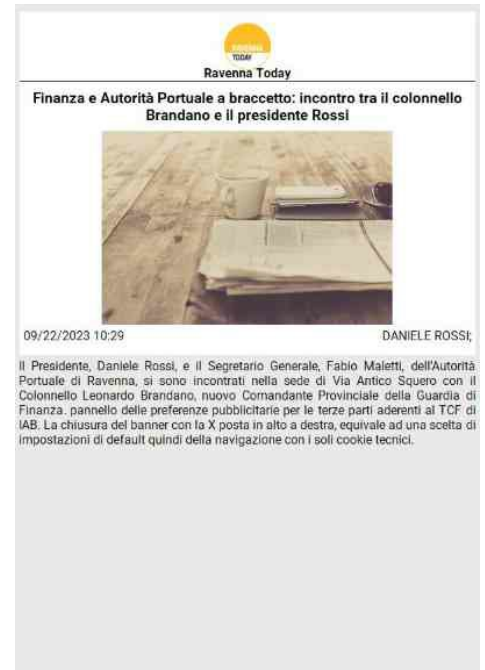 RAVENNA
TODAY
Ravenna Today
Finanza e Autorità Portuale a braccetto: incontro tra il colonnello
Brandano e il presidente Rossi
09/22/2023 10:29
DANIELE ROSSI;
Il Presidente, Daniele Rossi, e il Segretario Generale, Fabio Maletti, dell'Autorità
Portuale di Ravenna, si sono incontrati nella sede di Via Antico Squero con il
Colonnello Leonardo Brandano, nuovo Comandante Provinciale della Guardia di
Finanza. pannello delle preferenze pubblicitarie per le terze parti aderenti al TCF di
IAB. La chiusura del banner con la X posta in alto a destra, equivale ad una scelta di
impostazioni di default quindi della navigazione con i soli cookie tecnici.